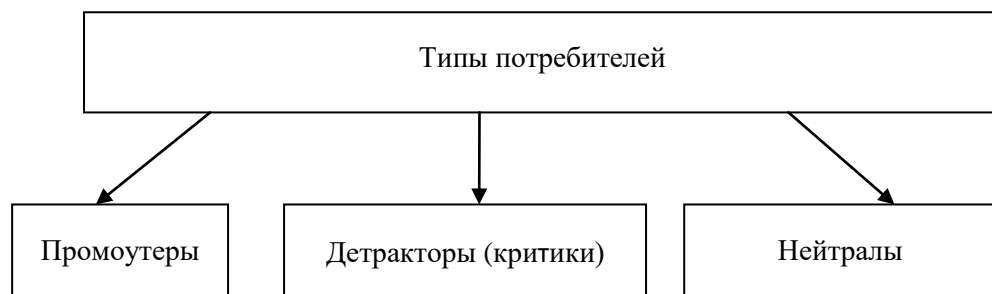 Типы потребителей
Промоутеры
Детракторы (критики)
Нейтралы